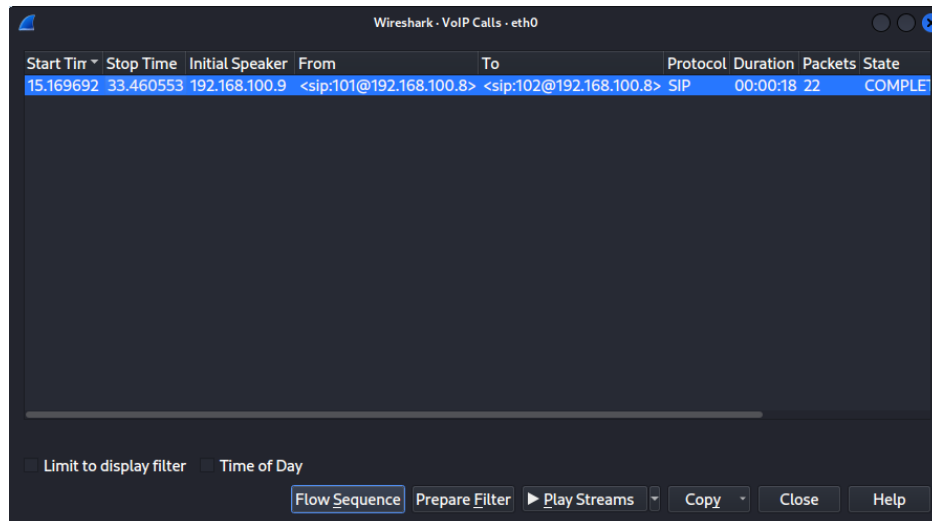 Wireshark · VoIP Calls · eth0
Start Tim Stop Time Initial Speaker From To Protocol Duration Packets State
15.169692 33.460553 192.168.100.9 <sip:101@192.168.100.8> <sip:102@192.168.100.8> SIP 00:00:18 22 COMPLET
Limit to display filter Time of Day
Flow Sequence Prepare Filter Play Streams Copy Close Help